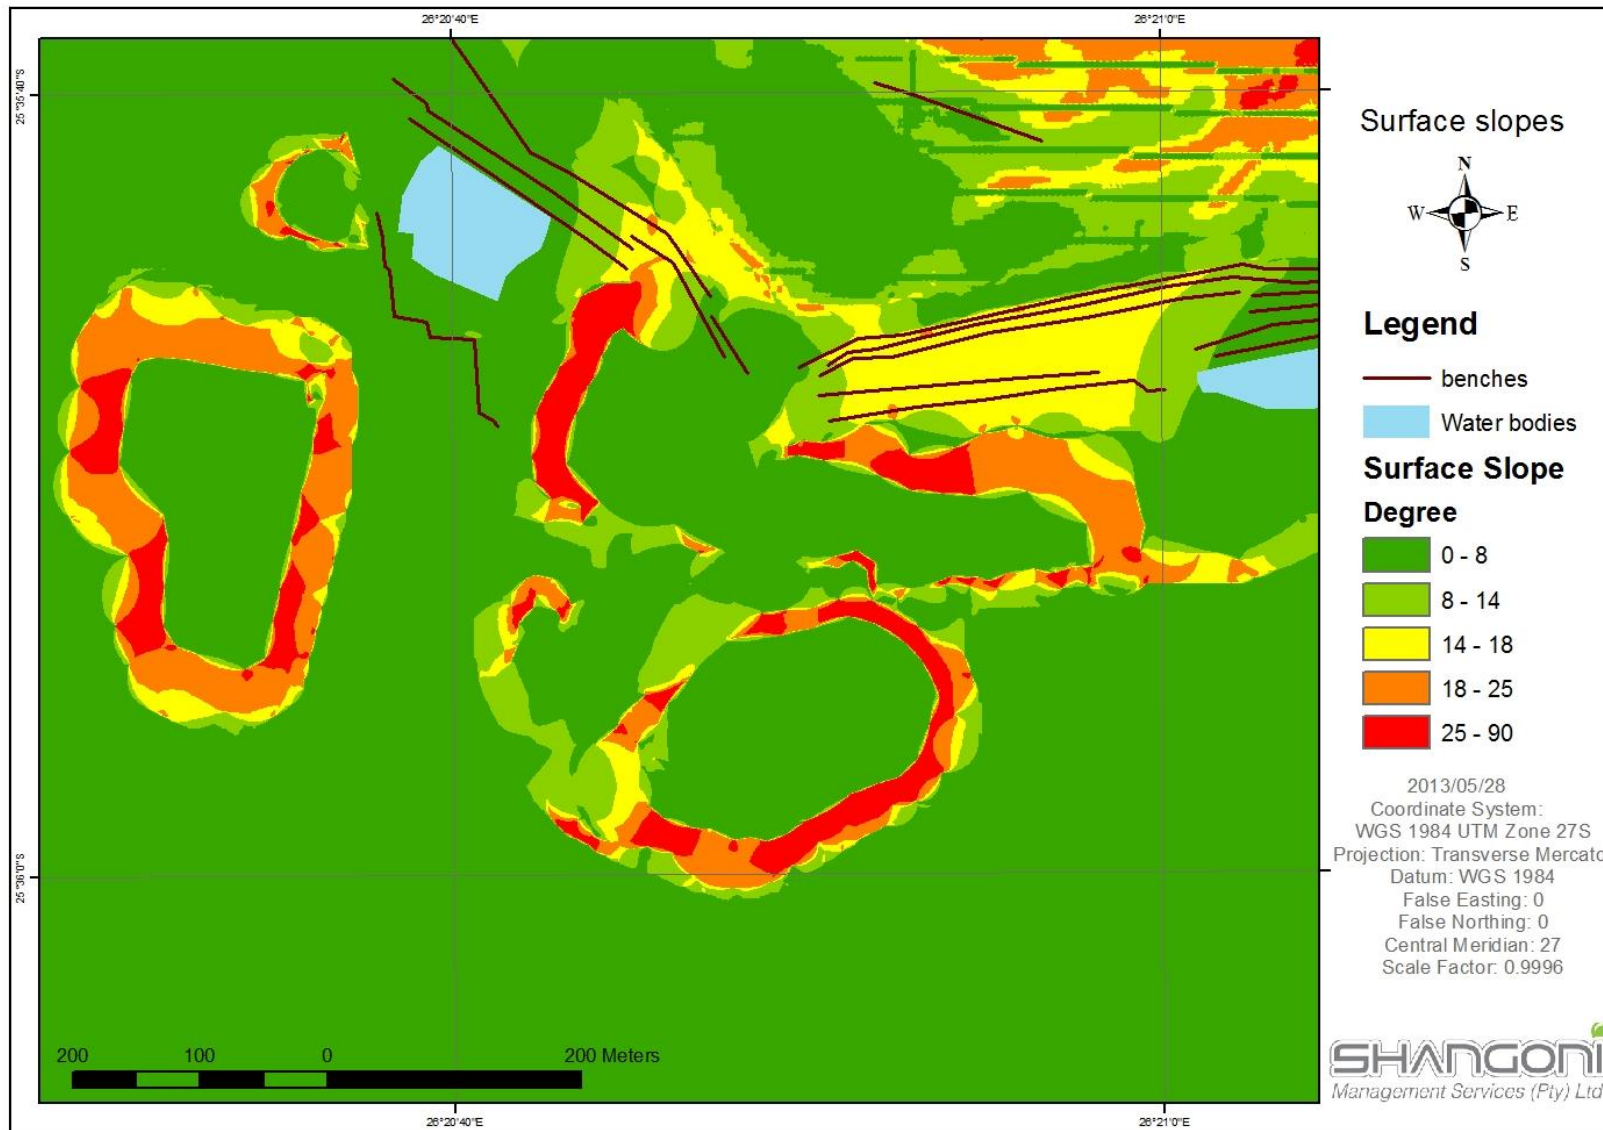 26°20'40"E
26°21'0"E
25°35'40"S
Surface slopes
N
W
E
S
Legend
benches
Water bodies
Surface Slope
Degree
0 - 8
8 - 14
14 - 18
18 - 25
25 - 90
2013/05/28
Coordinate System:
WGS 1984 UTM Zone 27S
Projection: Transverse Mercato
Datum: WGS 1984
False Easting: 0
False Northing: 0
Central Meridian: 27
Scale Factor: 0.9996
25°36'0"S
200 100 0 200 Meters
SHANGONI
Management Services (Pty) Ltd
26°20'40"E
26°21'0"E